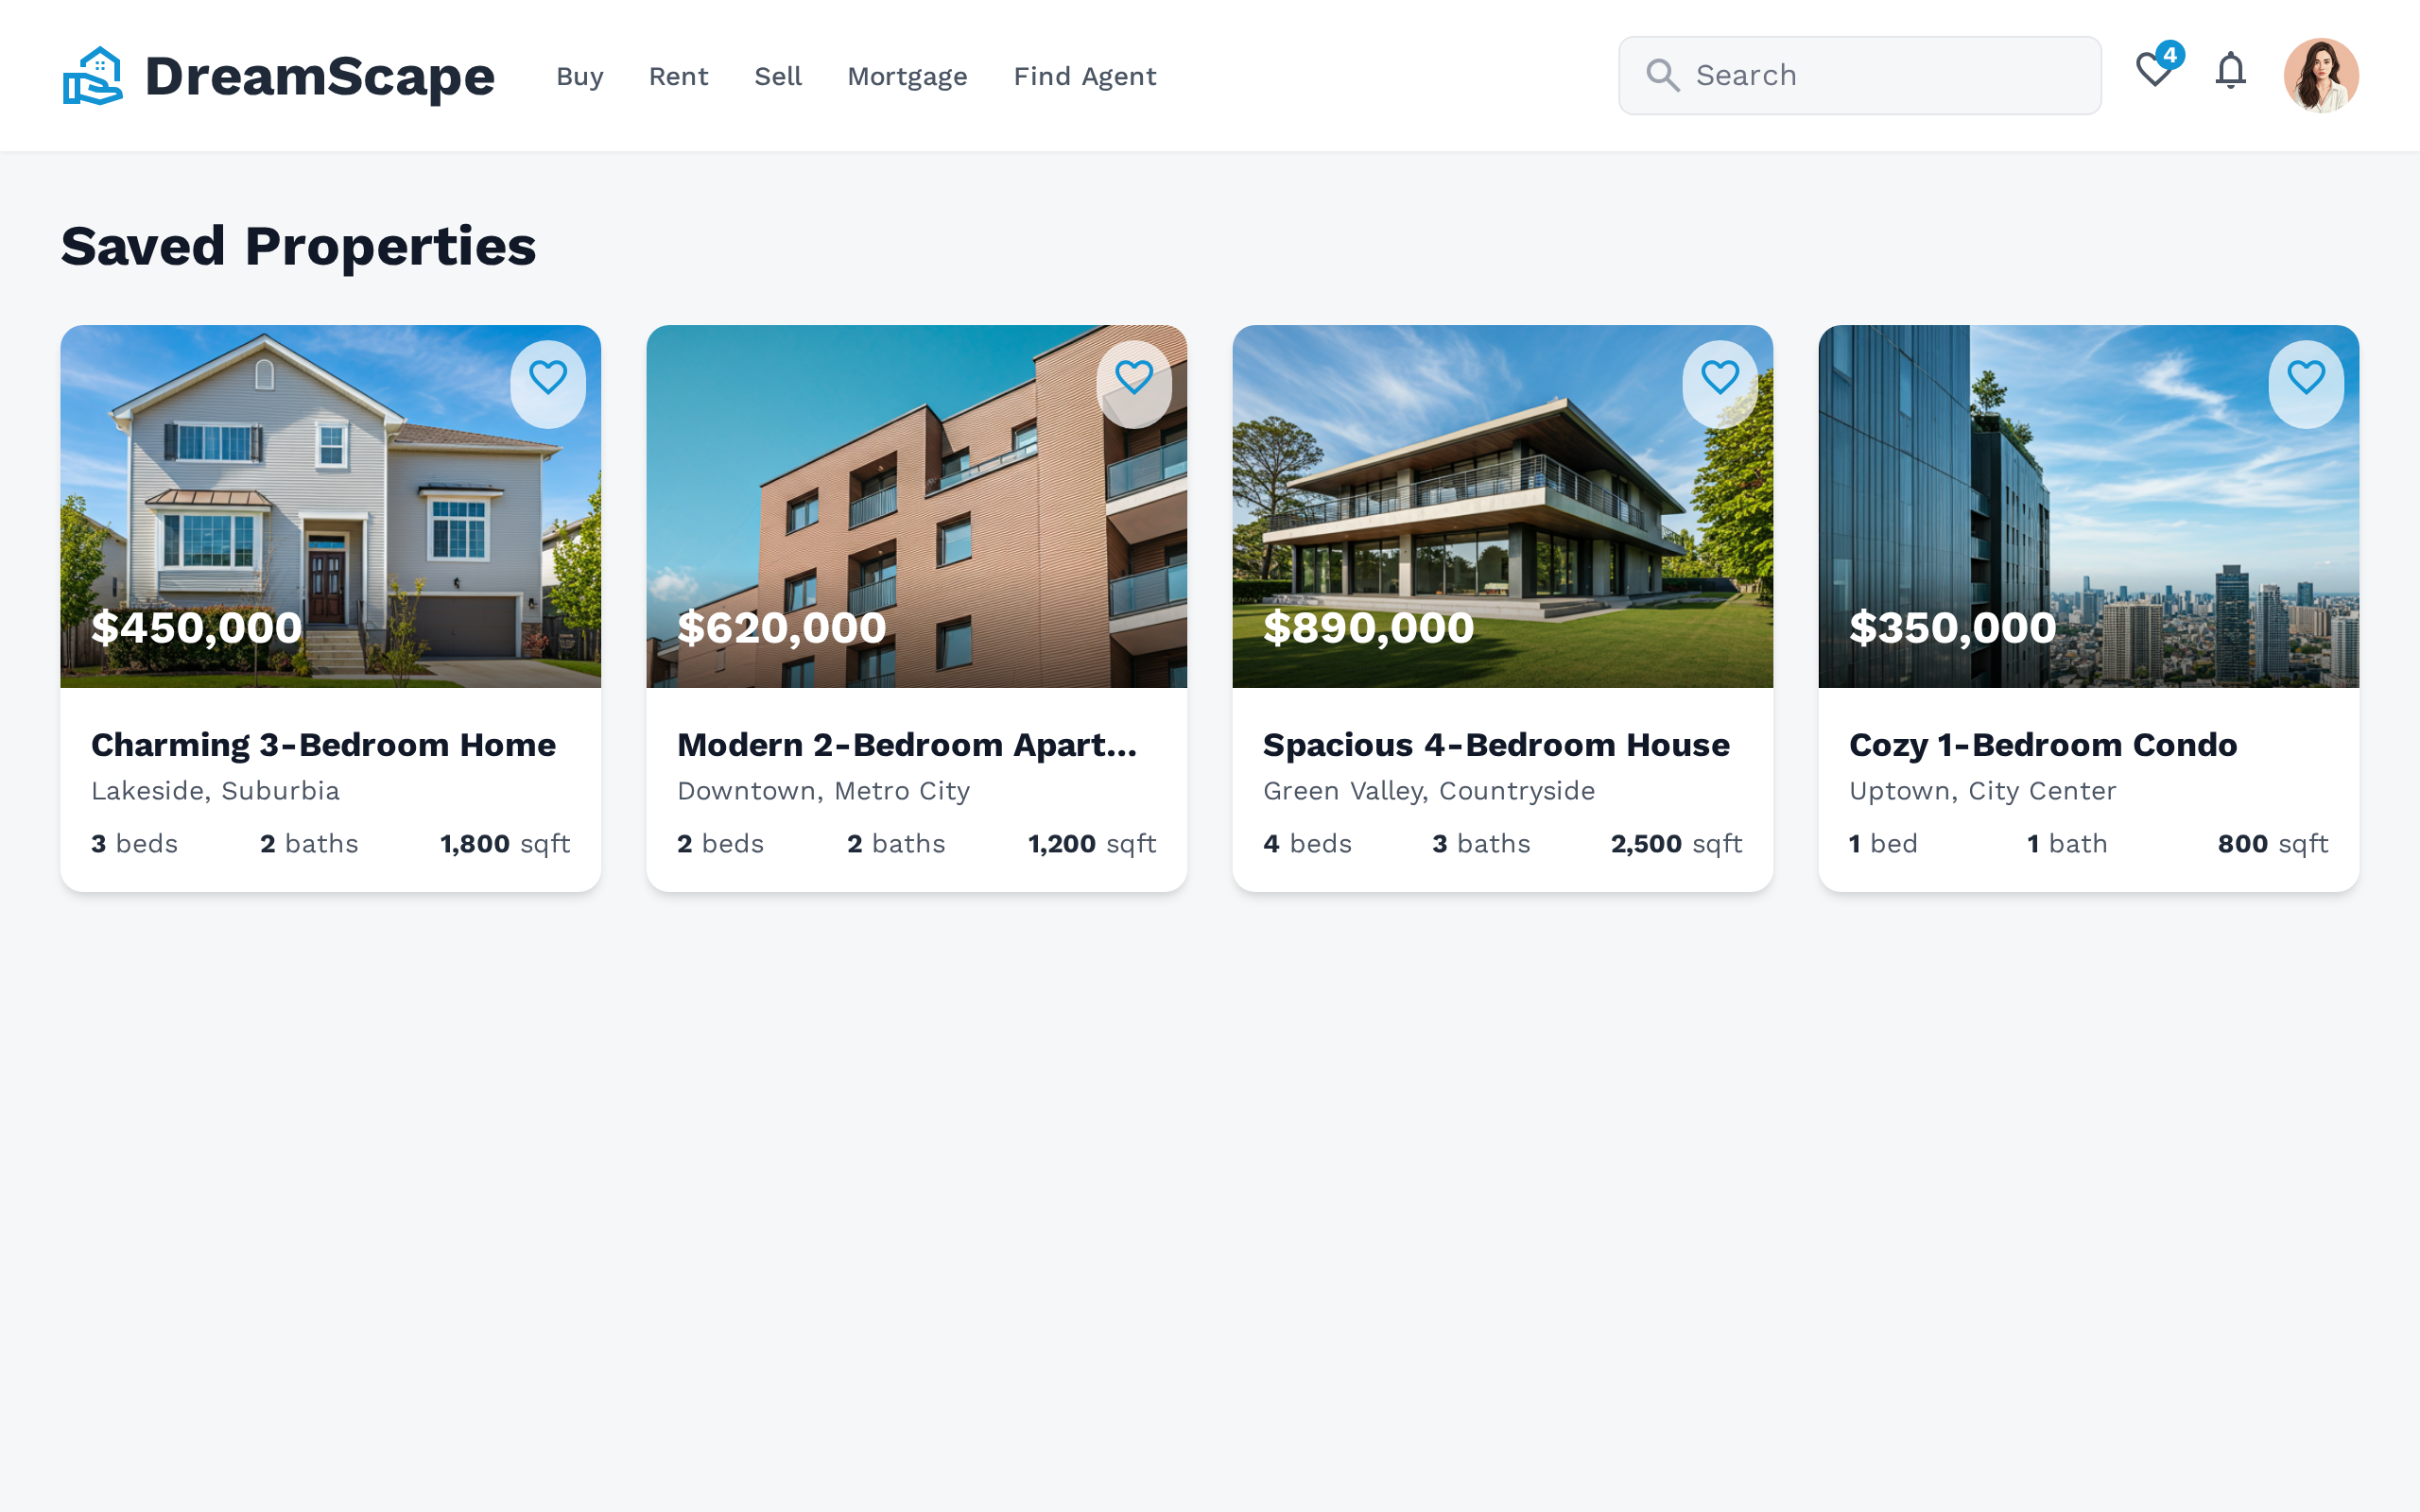 DreamScape
Buy
Rent
Sell
Mortgage
Find Agent
Search
4
Saved Properties
$450,000
Charming 3-Bedroom Home
Lakeside, Suburbia
3 beds
2 baths
1,800 sqft
$620,000
Modern 2-Bedroom Apart...
Downtown, Metro City
2 beds
2 baths
1,200 sqft
$890,000
Spacious 4-Bedroom House
Green Valley, Countryside
4 beds
3 baths
2,500 sqft
$350,000
Cozy 1-Bedroom Condo
Uptown, City Center
1 bed
1 bath
800 sqft